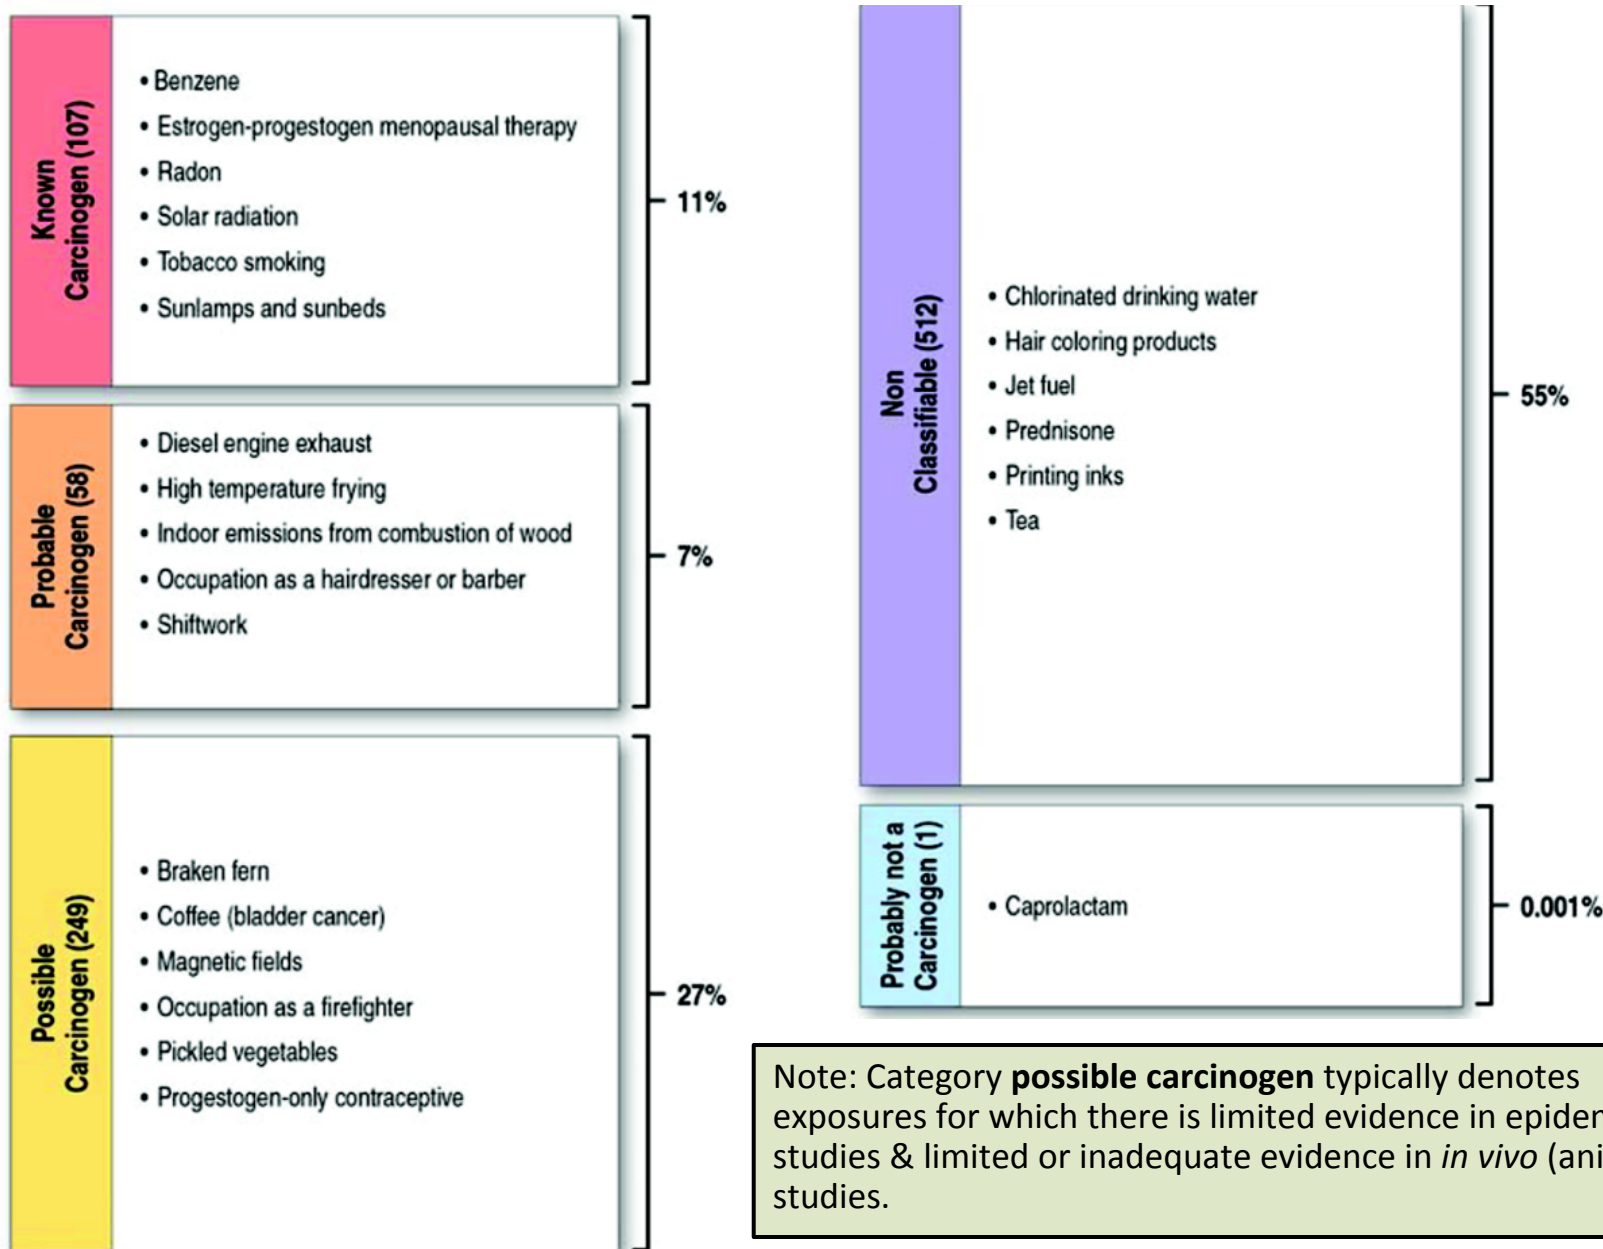 Known
Carcinogen (107)
• Benzene
• Estrogen-progestogen menopausal therapy
• Radon
• Solar radiation
• Tobacco smoking
• Sunlamps and sunbeds
11%
Probable
Carcinogen (58)
• Diesel engine exhaust
• High temperature frying
• Indoor emissions from combustion of wood
• Occupation as a hairdresser or barber
• Shiftwork
7%
Possible
Carcinogen (249)
• Braken fern
• Coffee (bladder cancer)
• Magnetic fields
• Occupation as a firefighter
• Pickled vegetables
• Progestogen-only contraceptive
27%
Non
Classifiable (512)
• Chlorinated drinking water
• Hair coloring products
• Jet fuel
• Prednisone
• Printing inks
• Tea
55%
Probably not a
Carcinogen (1)
• Caprolactam
0.001%
Note: Category possible carcinogen typically denotes
exposures for which there is limited evidence in
studies & limited or inadequate evidence in in vivo
studies.